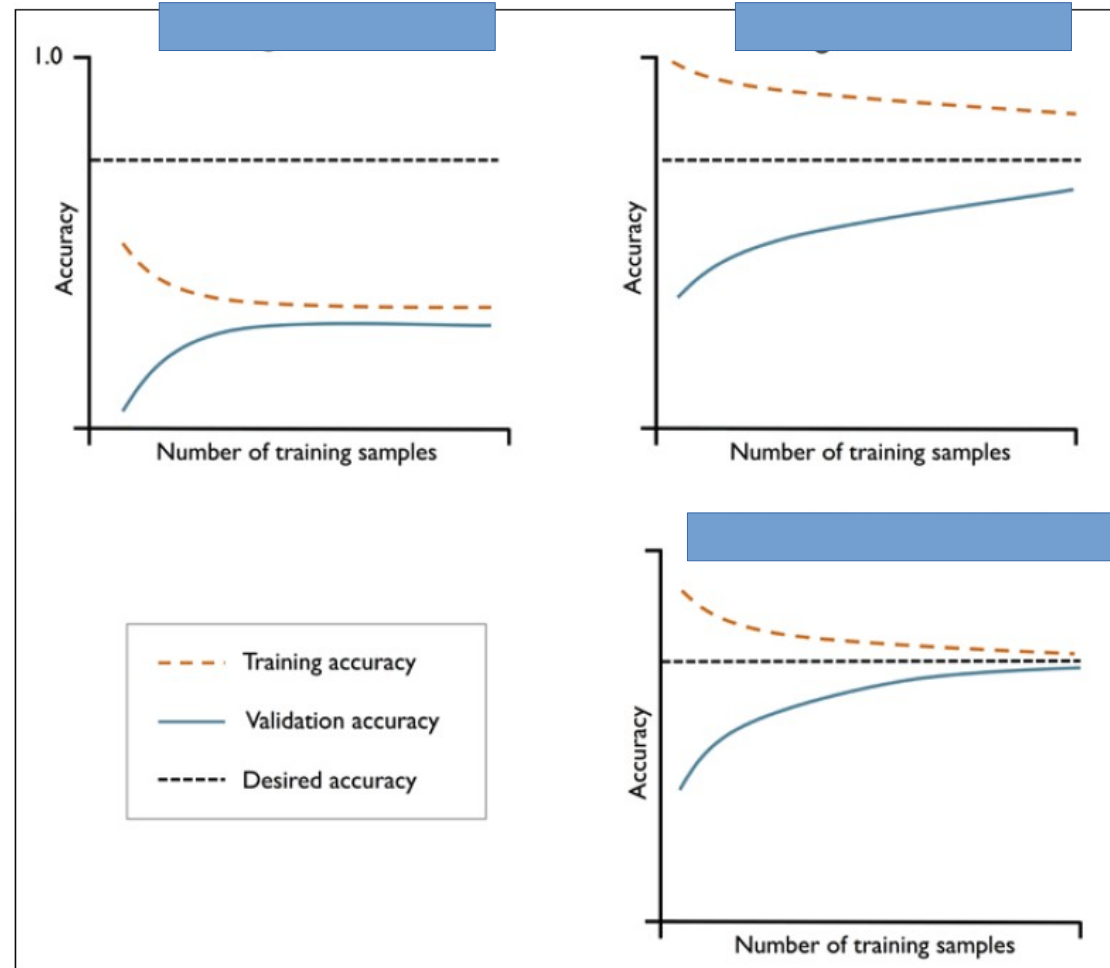 1.0
Accuracy
Number of training samples
Accuracy
Number of training samples
Training accuracy
Validation accuracy
Desired accuracy
Accuracy
Number of training samples